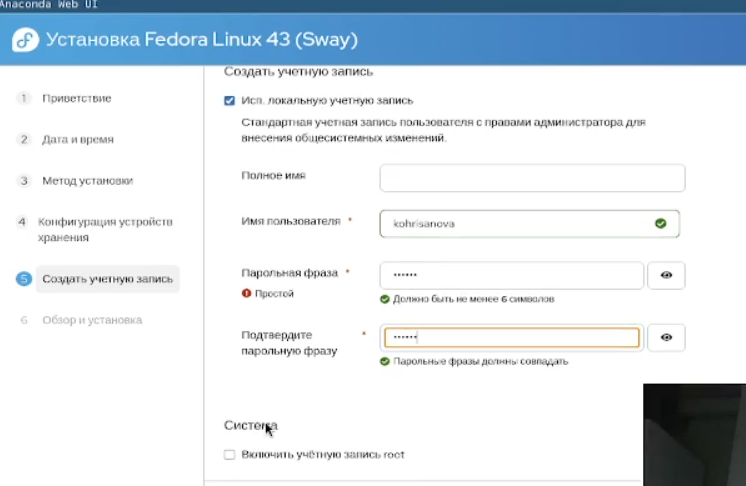 Anaconda Web UI
Установка Fedora Linux 43 (Sway)
1 Приветствие
2 Дата и время
3 Метод установки
4 Конфигурация устройств
хранения
5 Создать учетную запись
6 Обзор и установка
Создать учетную запись
Исп. локальную учетную запись
Стандартная учетная запись пользователя с правами администратора для
внесения общесистемных изменений.
Полное имя
Имя пользователя *
kohrisanova
Парольная фраза *
••••••
Простой
Должно быть не менее 6 символов
Подтвердите *
парольную фразу
••••••
Парольные фразы должны совпадать
Система
Включить учётную запись root